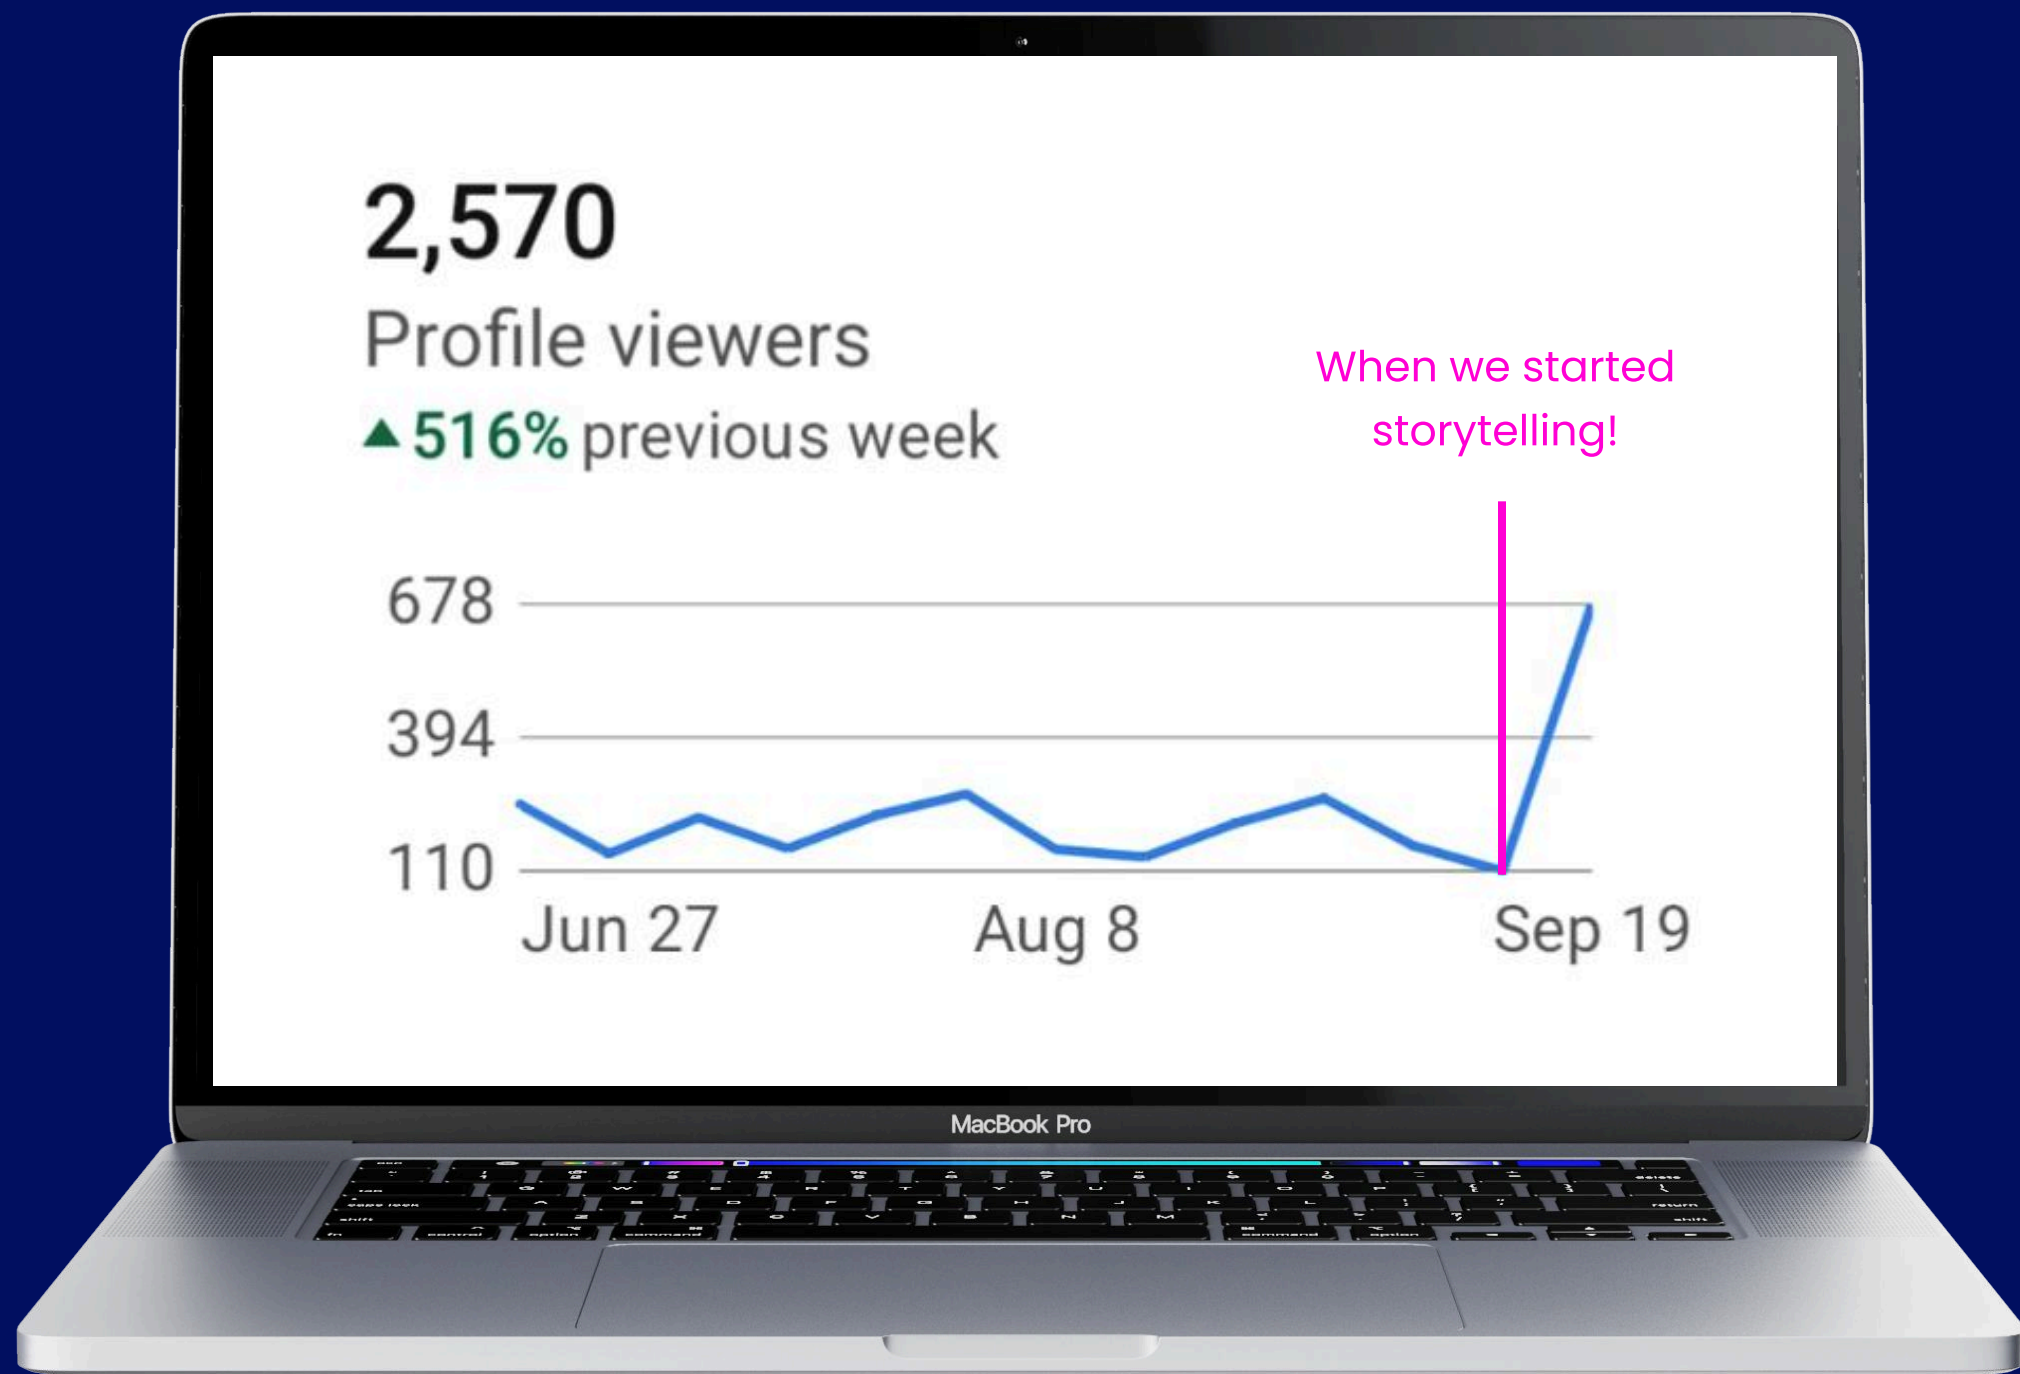 2,570
Profile viewers
▲516% previous week
When we started
storytelling!
678
394
110
Jun 27 Aug 8 Sep 19
MacBook Pro